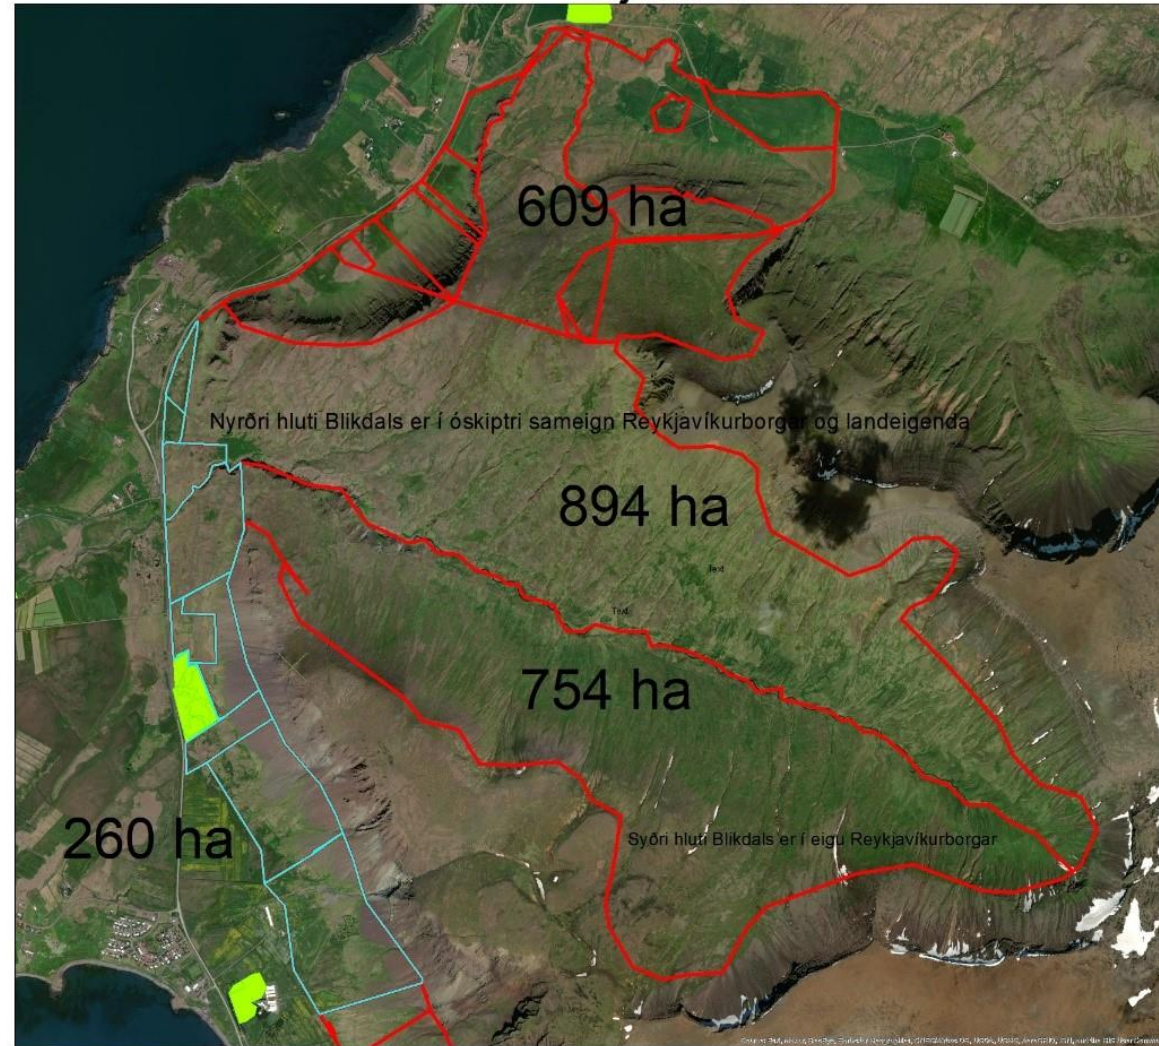 609 ha
Nyrðri hluti Blikdals er í óskiptri sameign Reykjavíkurborgar og landeigenda
894 ha
Text
Text
754 ha
260 ha
Syðri hluti Blikdals er í eigu Reykjavíkurborgar